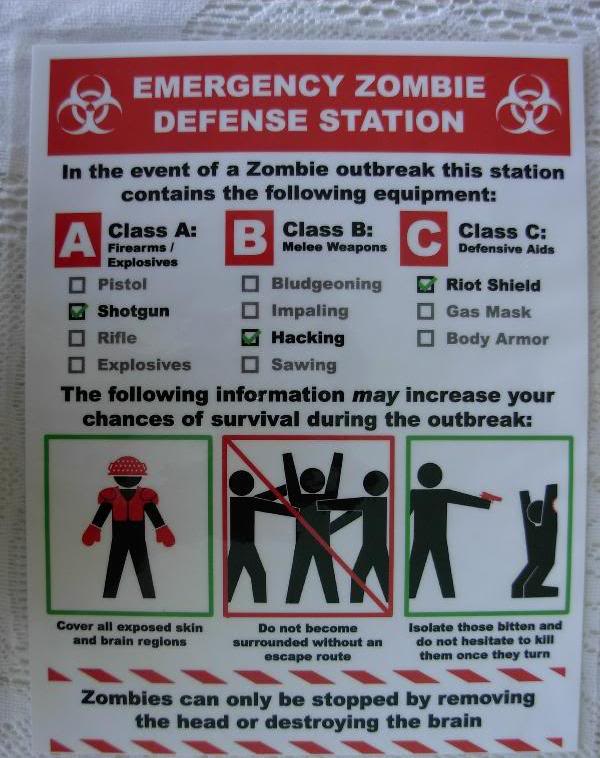 EMERGENCY ZOMBIE
DEFENSE STATION
In the event of a Zombie outbreak this station
contains the following equipment:
A
Class A:
Firearms /
Explosives
Pistol
Shotgun
Rifle
Explosives
B
Class B:
Melee Weapons
Bludgeoning
Impaling
Hacking
Sawing
C
Class C:
Defensive Aids
Riot Shield
Gas Mask
Body Armor
The following information may increase your
chances of survival during the outbreak:
Cover all exposed skin
and brain regions
Do not become
surrounded without an
escape route
Isolate those bitten and
do not hesitate to kill
them once they turn
Zombies can only be stopped by removing
the head or destroying the brain